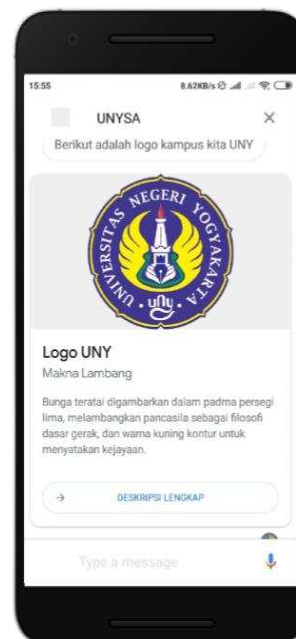 15:55 8.62KB/s
UNYSA
Berikut adalah logo kampus kita UNY
UNIVERSITAS NEGERI YOGYAKARTA
uny
Logo UNY
Makna Lambang
Bunga teratai digambarkan dalam padma persegi
lima, melambangkan pancasila sebagai filosofi
dasar gerak, dan warna kuning kontur untuk
menyatakan kejayaan.
DESKRIPSI LENGKAP
Type a message